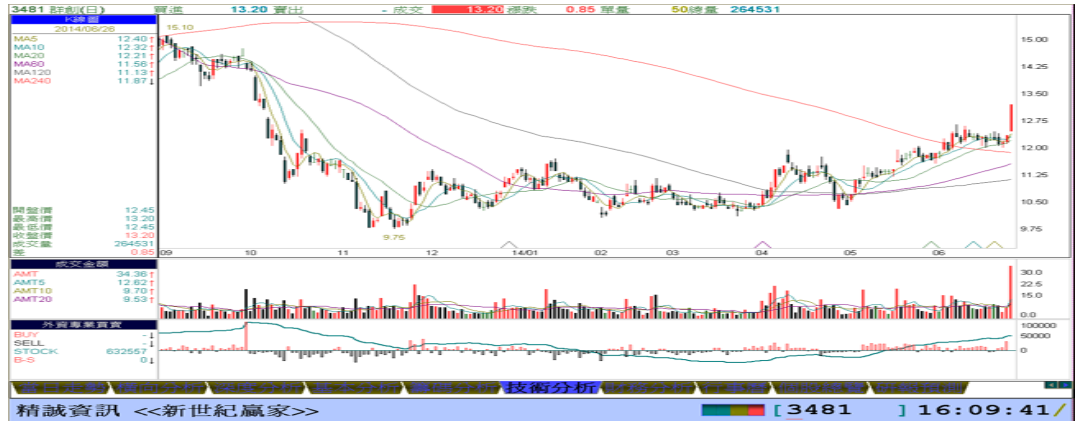 3481 群創(日) 買進 13.20 賣出 - 成交 13.20 漲跌 0.85 單量 50 總量 264531
K線圖
2014/06/26
MA5 12.40↑
MA10 12.32↑
MA20 12.21↑
MA60 11.56↑
MA120 11.13↑
MA240 11.87↓
15.10
9.75
15.00
14.25
13.50
12.75
12.00
11.25
10.50
9.75
開盤價 12.45
最高價 13.20
最低價 12.45
收盤價 13.20
成交量 264531
差 0.85
09 10 11 12 14/01 02 03 04 05 06
成交金額
AMT 34.36↑
AMT5 12.62↑
AMT10 9.70↑
AMT20 9.53↑
30.0
22.5
15.0
0.0
外資專業買賣
BUY -↓
SELL -
STOCK 632557
B-S 0↓
100000
50000
0
技術分析
精誠資訊 <<新世紀贏家>> [3481 ] 16:09:41/